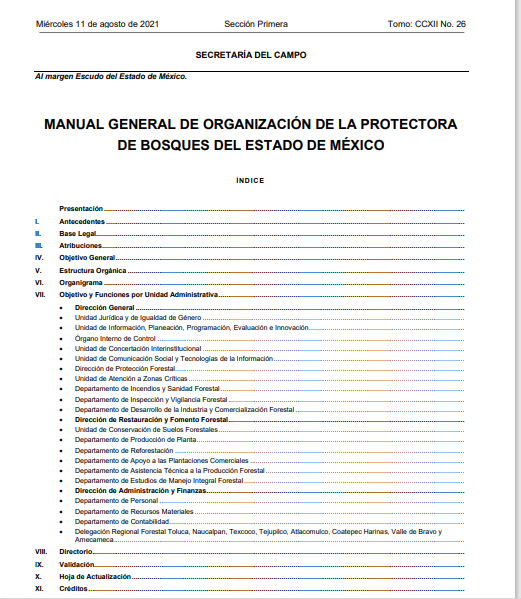 Miércoles 11 de agosto de 2021 Sección Primera Tomo: CCXII No. 26
SECRETARÍA DEL CAMPO
Al margen Escudo del Estado de México.
MANUAL GENERAL DE ORGANIZACIÓN DE LA PROTECTORA
DE BOSQUES DEL ESTADO DE MÉXICO
ÍNDICE
Presentación
I. Antecedentes
II. Base Legal
III. Atribuciones
IV. Objetivo General
V. Estructura Orgánica
VI. Organigrama
VII. Objetivo y Funciones por Unidad Administrativa
• Dirección General
• Unidad Jurídica y de Igualdad de Género
• Unidad de Información, Planeación, Programación, Evaluación e Innovación
• Órgano Interno de Control
• Unidad de Concertación Interinstitucional
• Unidad de Comunicación Social y Tecnologías de la Información
• Dirección de Protección Forestal
• Unidad de Atención a Zonas Críticas
• Departamento de Incendios y Sanidad Forestal
• Departamento de Inspección y Vigilancia Forestal
• Departamento de Desarrollo de la Industria y Comercialización Forestal
• Dirección de Restauración y Fomento Forestal
• Unidad de Conservación de Suelos Forestales
• Departamento de Producción de Planta
• Departamento de Reforestación
• Departamento de Apoyo a las Plantaciones Comerciales
• Departamento de Asistencia Técnica a la Producción Forestal
• Departamento de Estudios de Manejo Integral Forestal
• Dirección de Administración y Finanzas
• Departamento de Personal
• Departamento de Recursos Materiales
• Departamento de Contabilidad
• Delegación Regional Forestal Toluca, Naucalpan, Texcoco, Tejupilco, Atlacomulco, Coatepec Harinas, Valle de Bravo y
Amecameca
VIII. Directorio
IX. Validación
X. Hoja de Actualización
XI. Créditos